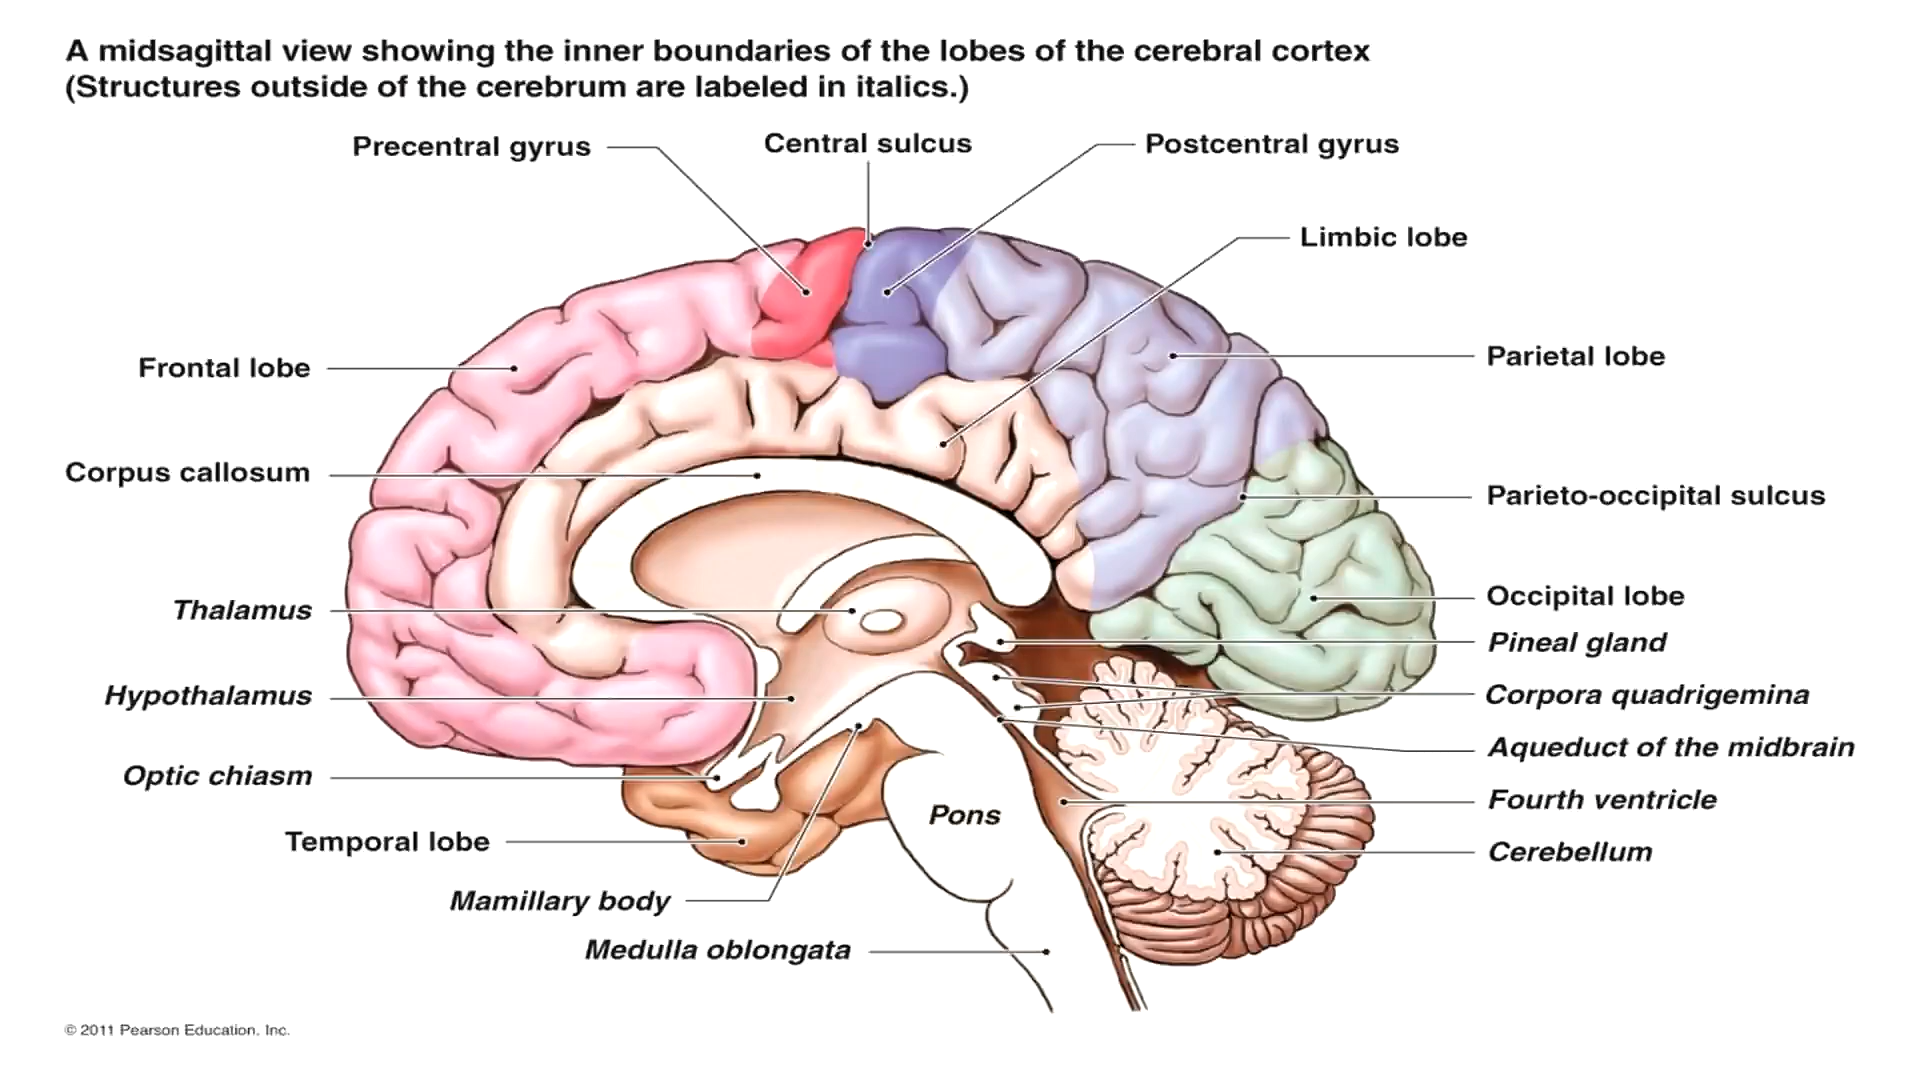 A midsagittal view showing the inner boundaries of the lobes of the cerebral cortex
(Structures outside of the cerebrum are labeled in italics.)
Precentral gyrus
Central sulcus
Postcentral gyrus
Limbic lobe
Frontal lobe
Parietal lobe
Corpus callosum
Parieto-occipital sulcus
Occipital lobe
Thalamus
Pineal gland
Hypothalamus
Corpora quadrigemina
Aqueduct of the midbrain
Optic chiasm
Fourth ventricle
Pons
Temporal lobe
Cerebellum
Mamillary body
Medulla oblongata
© 2011 Pearson Education, Inc.